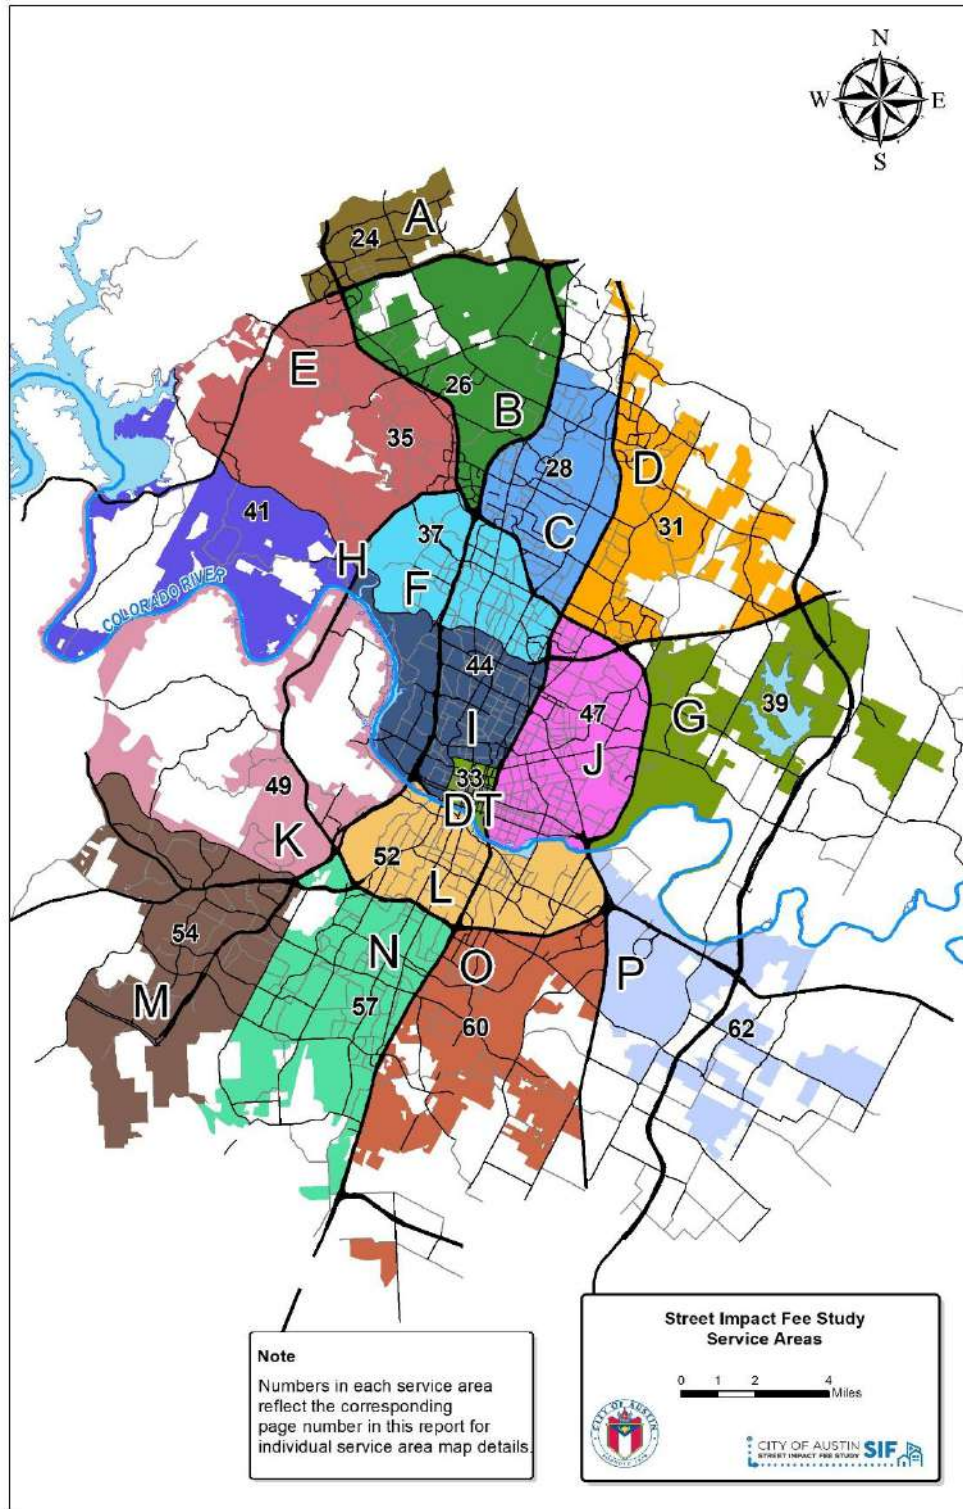 N
W E
S
A
24
E
26
B
35
28
D
C
31
41
37
H
F
COLORADO RIVER
44
47
G
39
I
J
33
DT
49
K
52
L
54
N
O
P
M
57
60
62
Note
Numbers in each service area
reflect the corresponding
page number in this report for
individual service area map details.
Street Impact Fee Study
Service Areas
0 1 2 4
Miles
CITY OF AUSTIN
CITY OF AUSTIN SIF
STREET IMPACT FEE STUDY